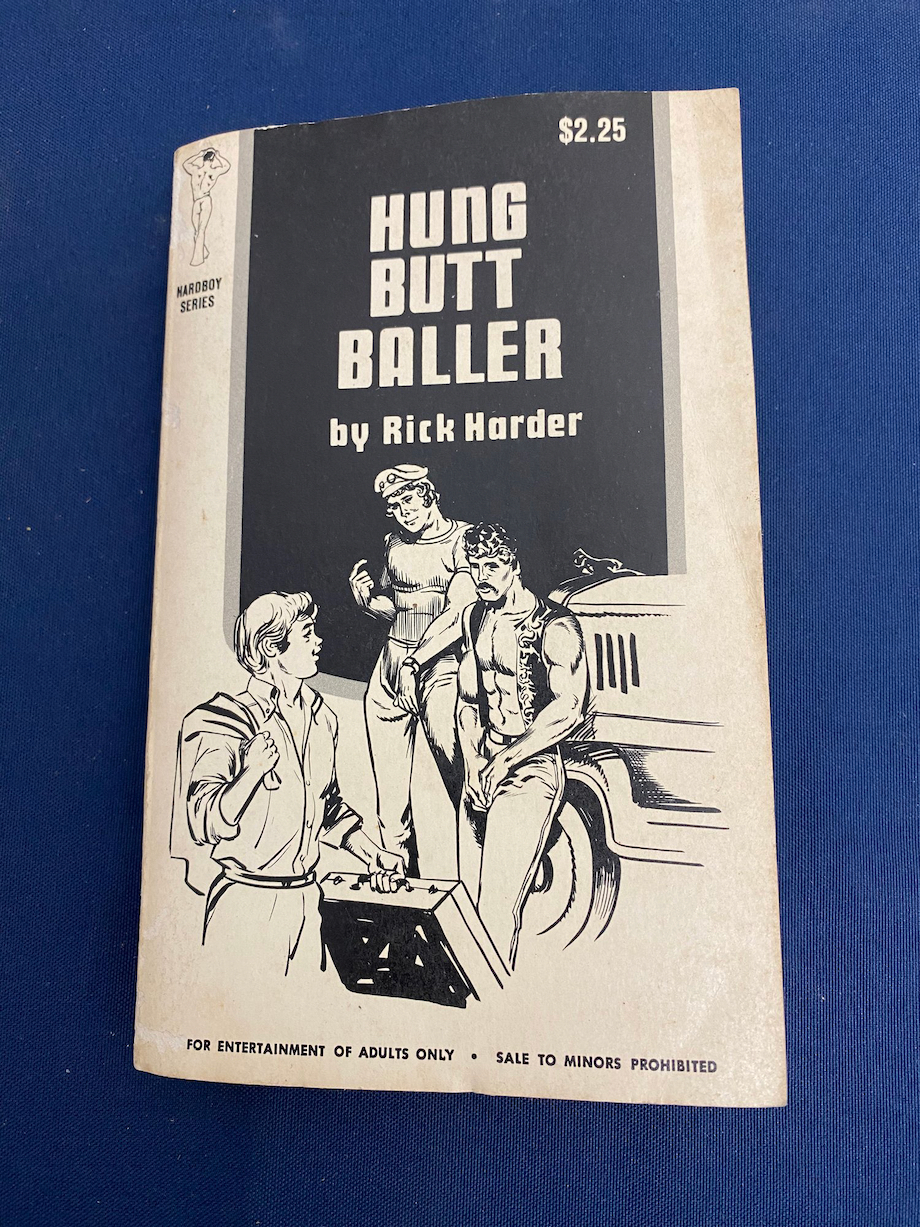 $2.25
HARDBOY
SERIES
HUNG
BUTT
BALLER
by Rick Harder
FOR ENTERTAINMENT OF ADULTS ONLY • SALE TO MINORS PROHIBITED